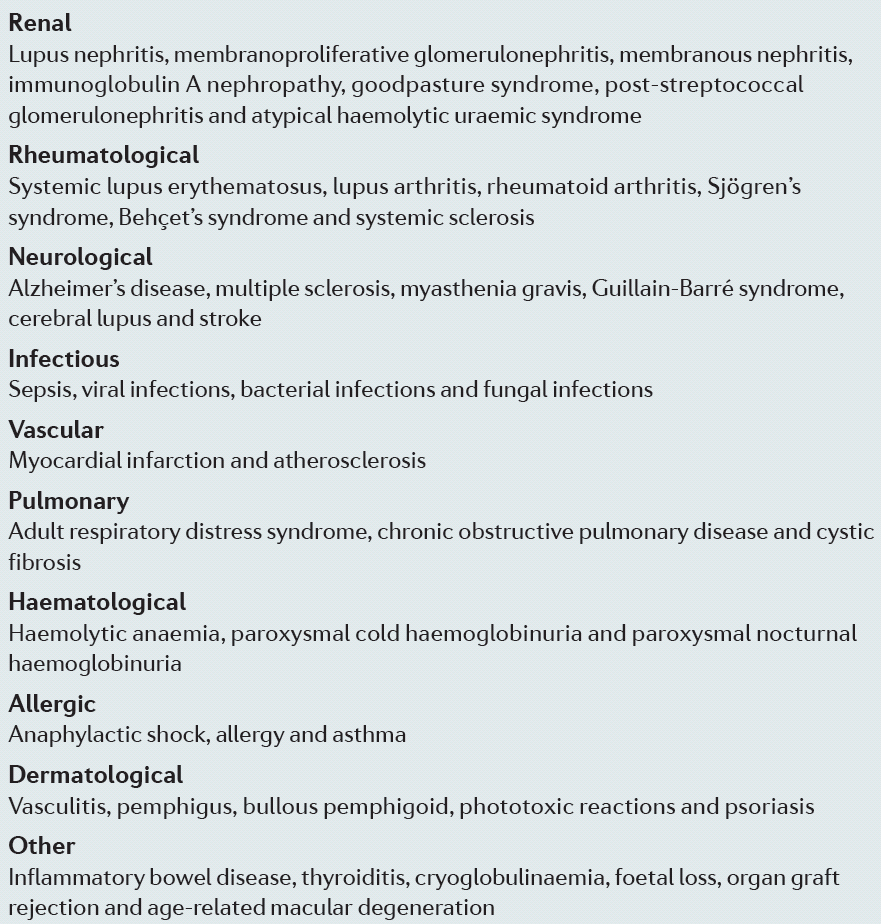 Renal
Lupus nephritis, membranoproliferative glomerulonephritis, membranous nephritis,
immunoglobulin A nephropathy, goodpasture syndrome, post-streptococcal
glomerulonephritis and atypical haemolytic uraemic syndrome
Rheumatological
Systemic lupus erythematosus, lupus arthritis, rheumatoid arthritis, Sjögren’s
syndrome, Behçet’s syndrome and systemic sclerosis
Neurological
Alzheimer’s disease, multiple sclerosis, myasthenia gravis, Guillain-Barré syndrome,
cerebral lupus and stroke
Infectious
Sepsis, viral infections, bacterial infections and fungal infections
Vascular
Myocardial infarction and atherosclerosis
Pulmonary
Adult respiratory distress syndrome, chronic obstructive pulmonary disease and cystic
fibrosis
Haematological
Haemolytic anaemia, paroxysmal cold haemoglobinuria and paroxysmal nocturnal
haemoglobinuria
Allergic
Anaphylactic shock, allergy and asthma
Dermatological
Vasculitis, pemphigus, bullous pemphigoid, phototoxic reactions and psoriasis
Other
Inflammatory bowel disease, thyroiditis, cryoglobulinaemia, foetal loss, organ graft
rejection and age-related macular degeneration